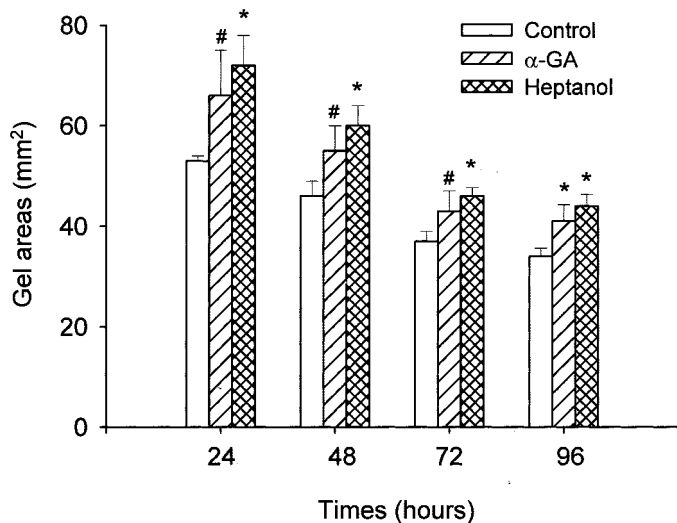 80
60
40
20
0
Gel areas (mm²)
Control
α-GA
Heptanol
# *
# *
# *
* *
24 48 72 96
Times (hours)